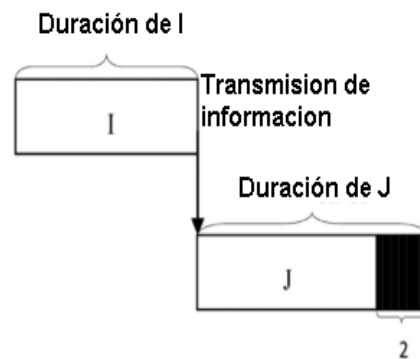 Duración de I
I
Transmision de
informacion
Duración de J
J
2